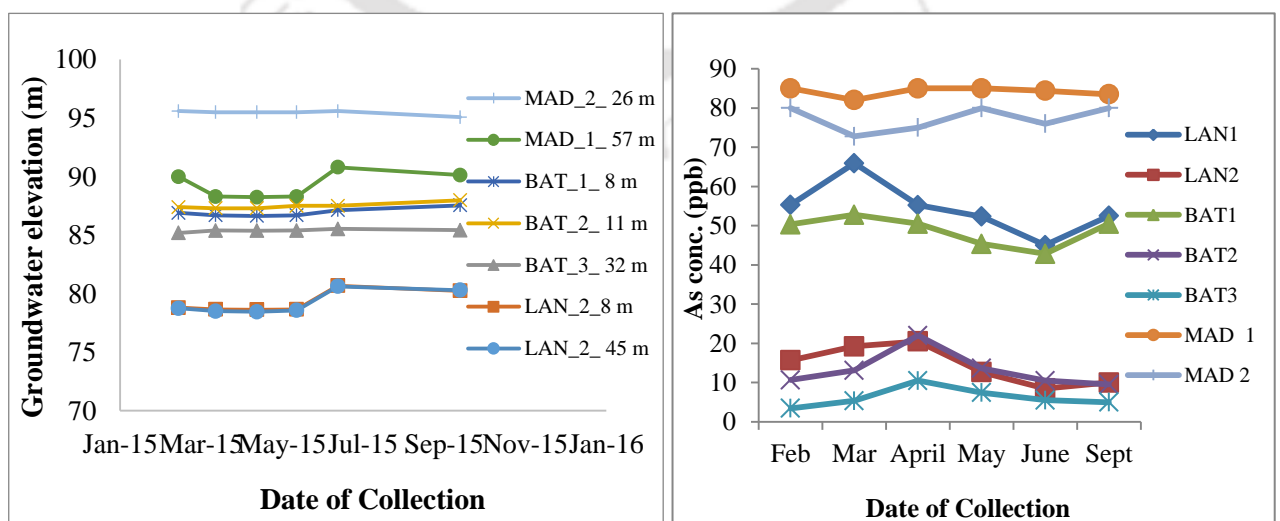 Groundwater elevation (m)
100
95
90
85
80
75
70
Jan-15 Mar-15 May-15 Jul-15 Sep-15 Nov-15 Jan-16
Date of Collection
MAD_2_ 26 m
MAD_1_ 57 m
BAT_1_ 8 m
BAT_2_ 11 m
BAT_3_ 32 m
LAN_2_8 m
LAN_2_ 45 m
As conc. (ppb)
90
80
70
60
50
40
30
20
10
0
Feb Mar April May June Sept
Date of Collection
LAN1
LAN2
BAT1
BAT2
BAT3
MAD 1
MAD 2